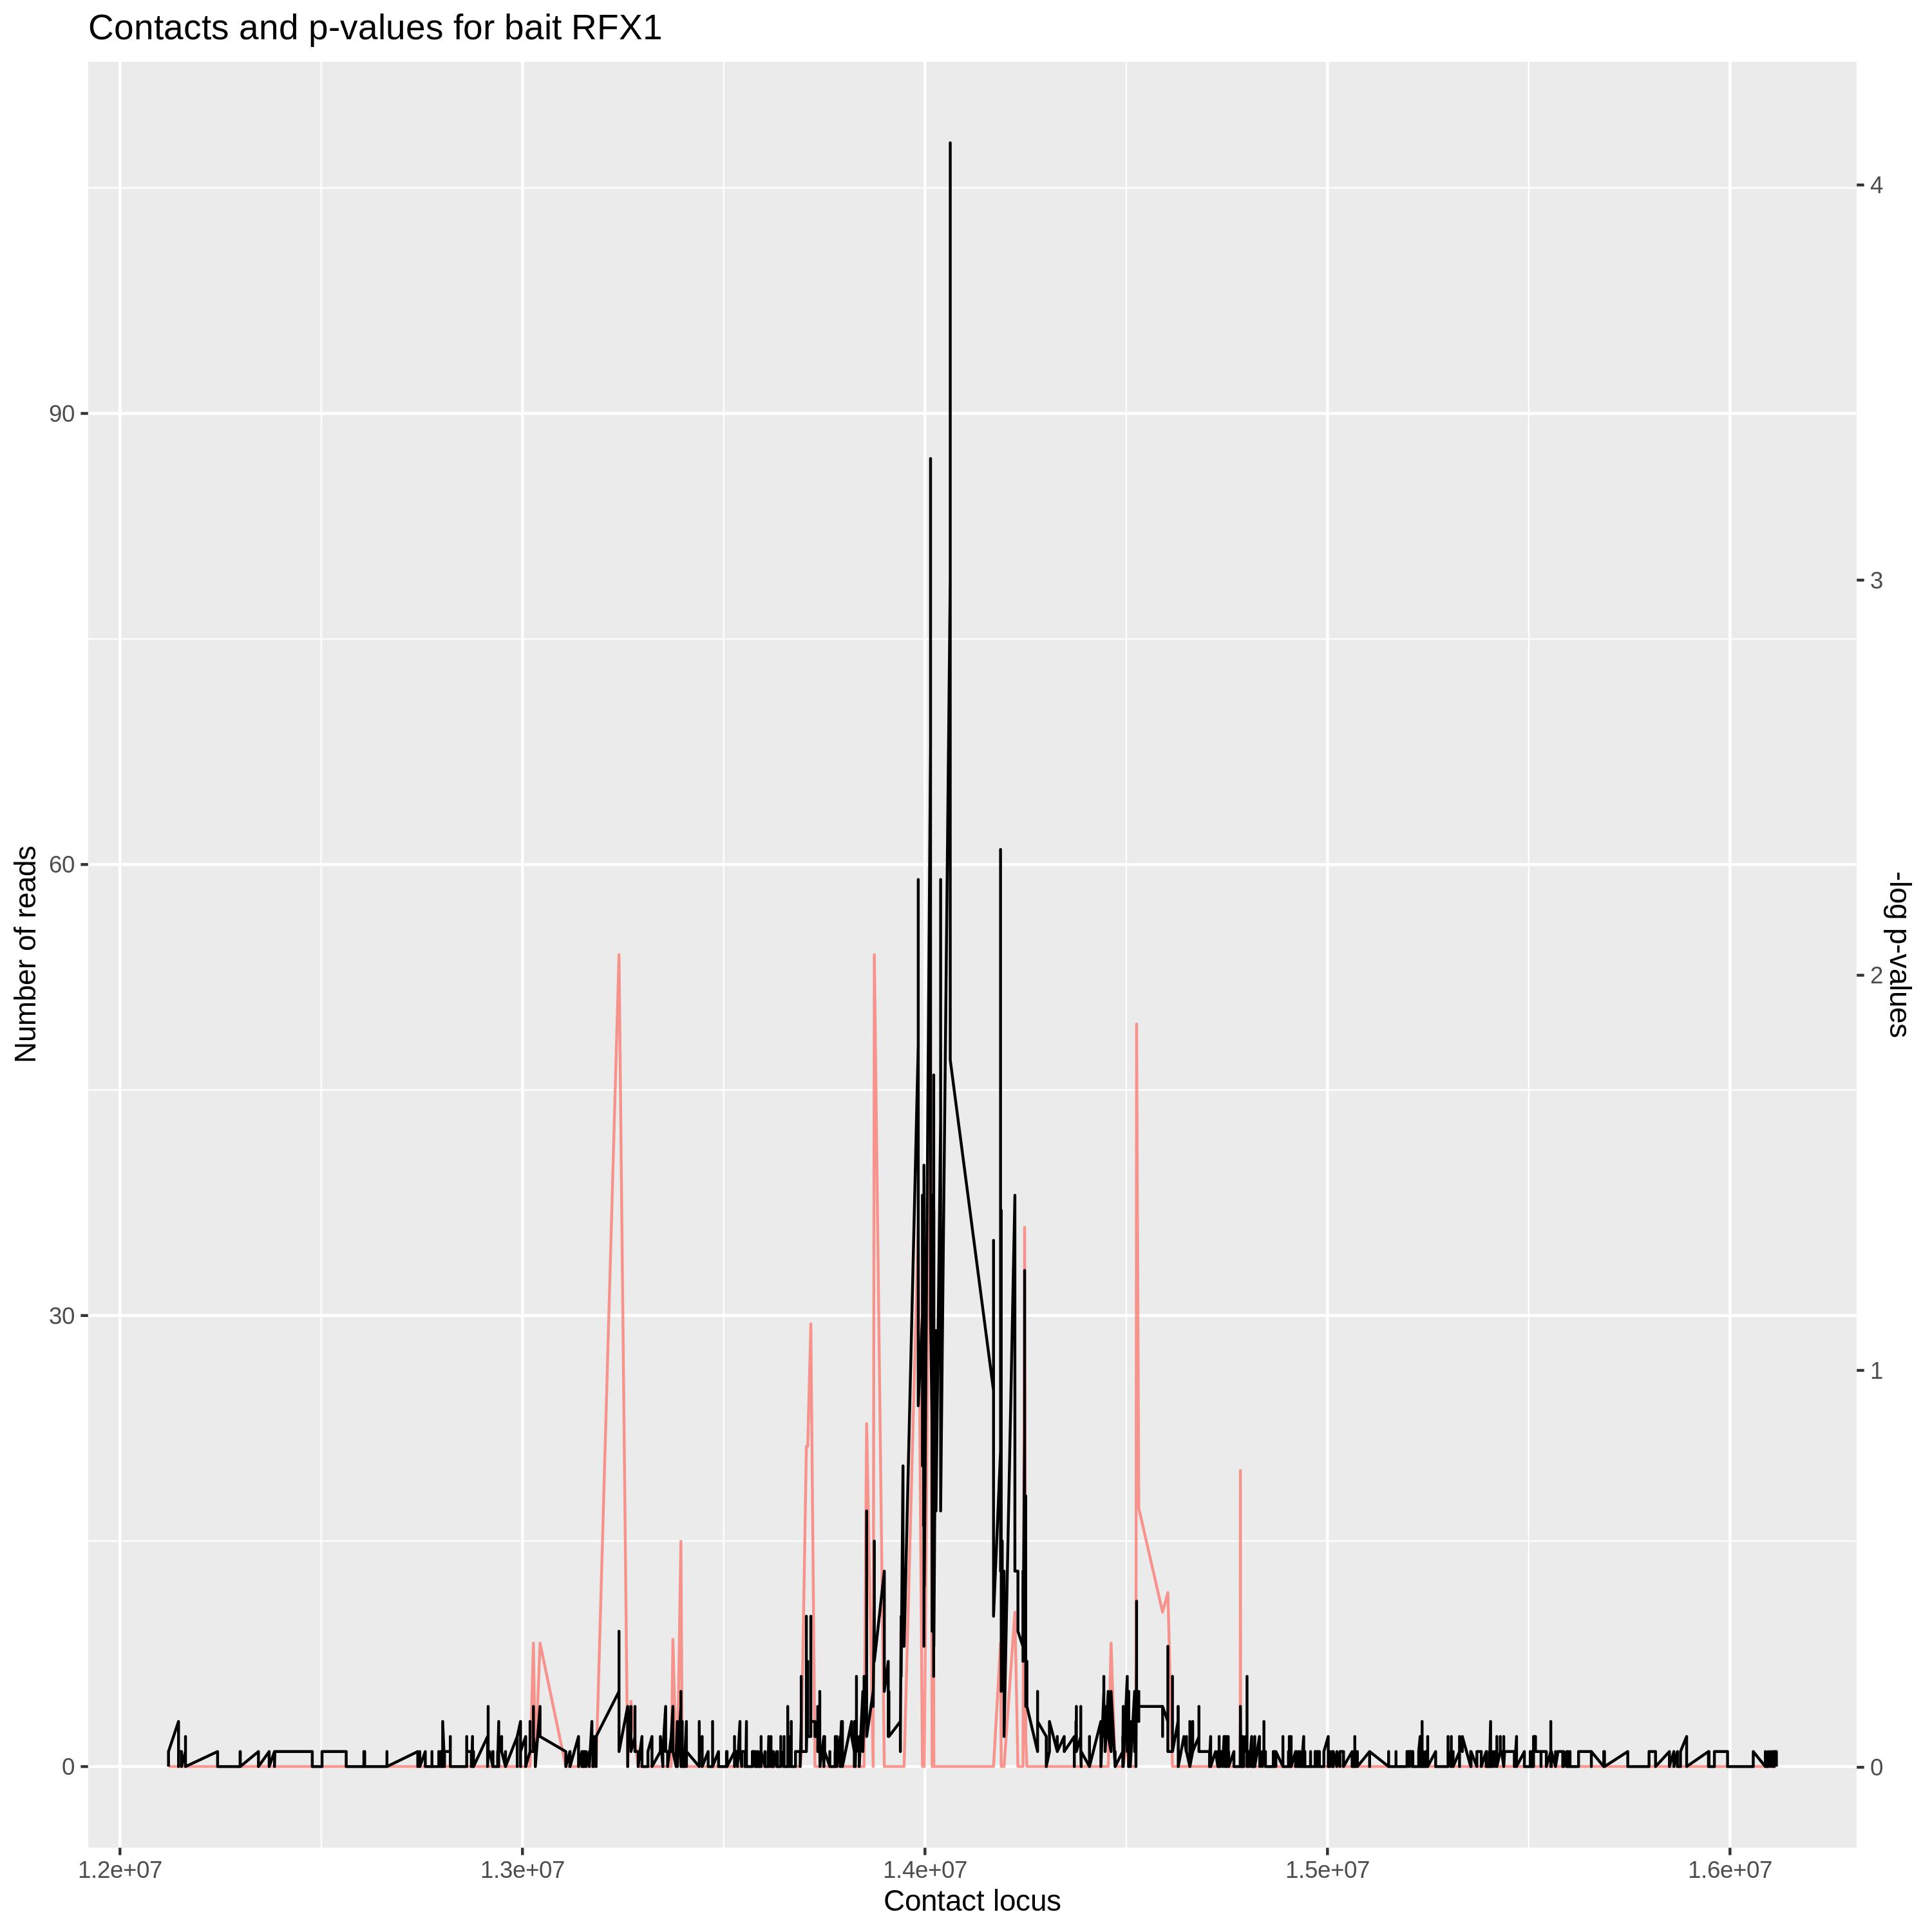 Contacts and p-values for bait RFX1
Number of reads
90
60
30
0
4
3
2
1
0
-log p-values
1.2e+07 1.3e+07 1.4e+07 1.5e+07 1.6e+07
Contact locus